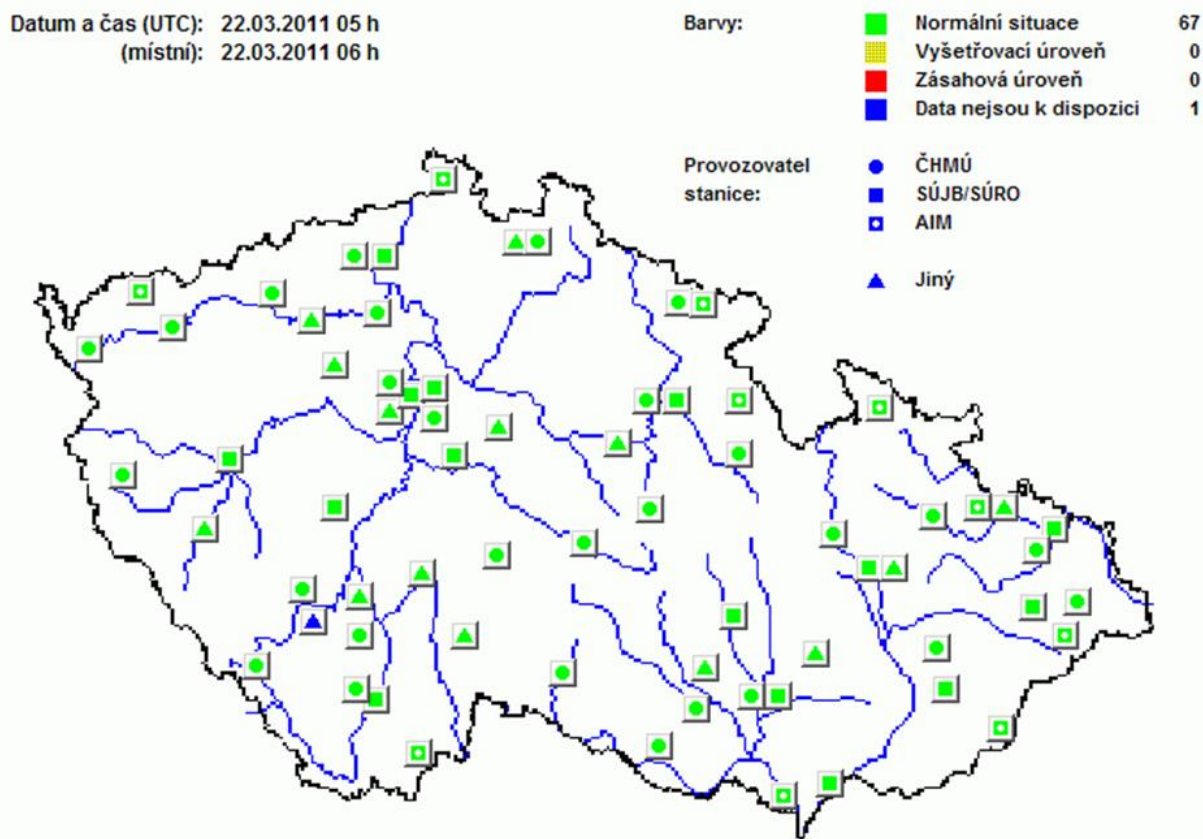 Datum a čas (UTC): 22.03.2011 05 h
(místní): 22.03.2011 06 h
Barvy:
Normální situace 67
Vyšetřovací úroveň 0
Zásahová úroveň 0
Data nejsou k dispozici 1
Provozovatel
stanice:
ČHMÚ
SÚJB/SÚRO
AIM
Jiný